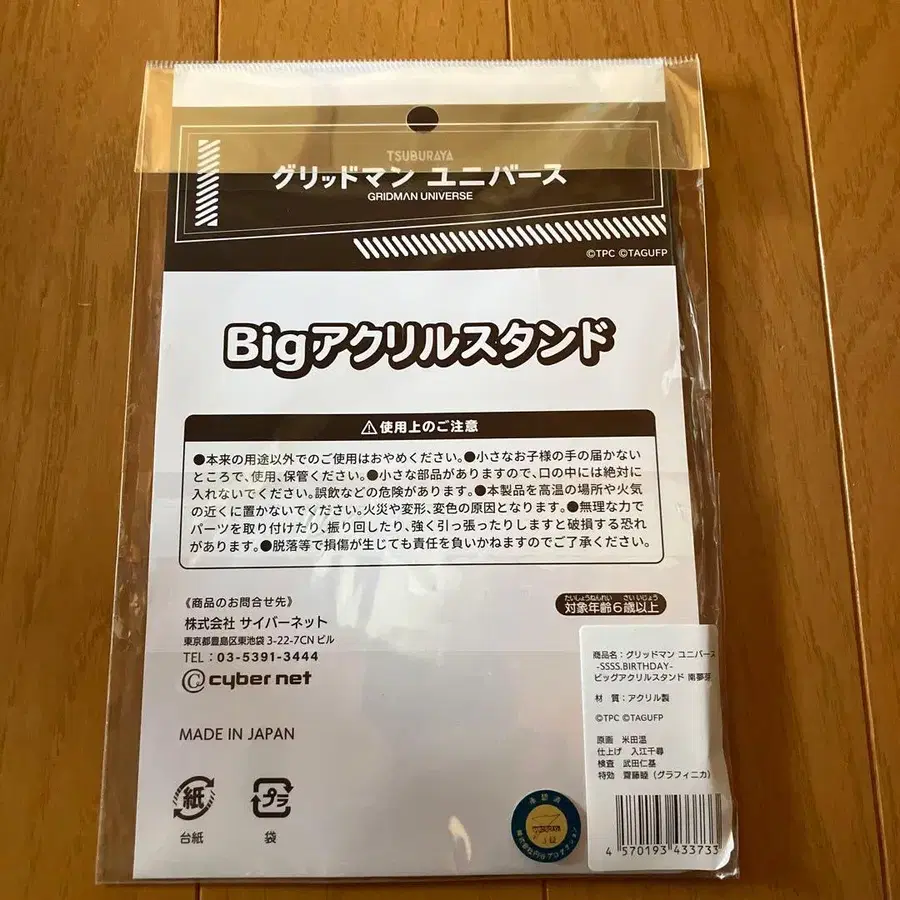 TSUBURAYA
グリッドマン ユニバース
GRIDMAN UNIVERSE
©TPC ©TAGUFP
Bigアクリルスタンド
⚠使用上のご注意
●本来の用途以外でのご使用はおやめください。●小さなお子様の手の届かない
ところで、使用、保管ください。●小さな部品がありますので、口の中には絶対に
入れないでください。誤飲などの危険があります。●本製品を高温の場所や火気
の近くに置かないでください。火災や変形、変色の原因となります。●無理な力で
パーツを取り付けたり、振り回したり、強く引っ張ったりしますと破損する恐れ
があります。●脱落等で損傷が生じても責任を負いかねますのでご了承ください。
《商品のお問合せ先》
株式会社 サイバーネット
東京都豊島区東池袋 3-22-7CN ビル
TEL：03-5391-3444
cyber net
たいしょうねんれい さいいじょう
対象年齢6歳以上
MADE IN JAPAN
紙
台紙
プラ
袋
商品名：グリッドマン ユニバース
-SSSS.BIRTHDAY-
ビッグアクリルスタンド 南夢芽
材 質：アクリル製
©TPC ©TAGUFP
原画 米田温
仕上げ 入江千尋
検査 武田仁基
特効 齋藤睦（グラフィニカ）
4 570193 433733
承認済
株式会社円谷プロダクション